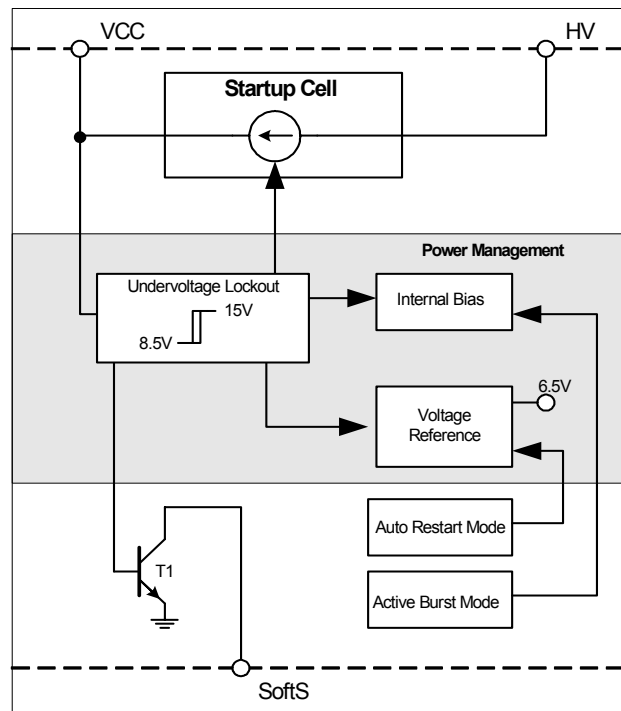 VCC
HV
Startup Cell
Power Management
Undervoltage Lockout
15V
8.5V
Internal Bias
6.5V
Voltage
Reference
Auto Restart Mode
T1
Active Burst Mode
SoftS